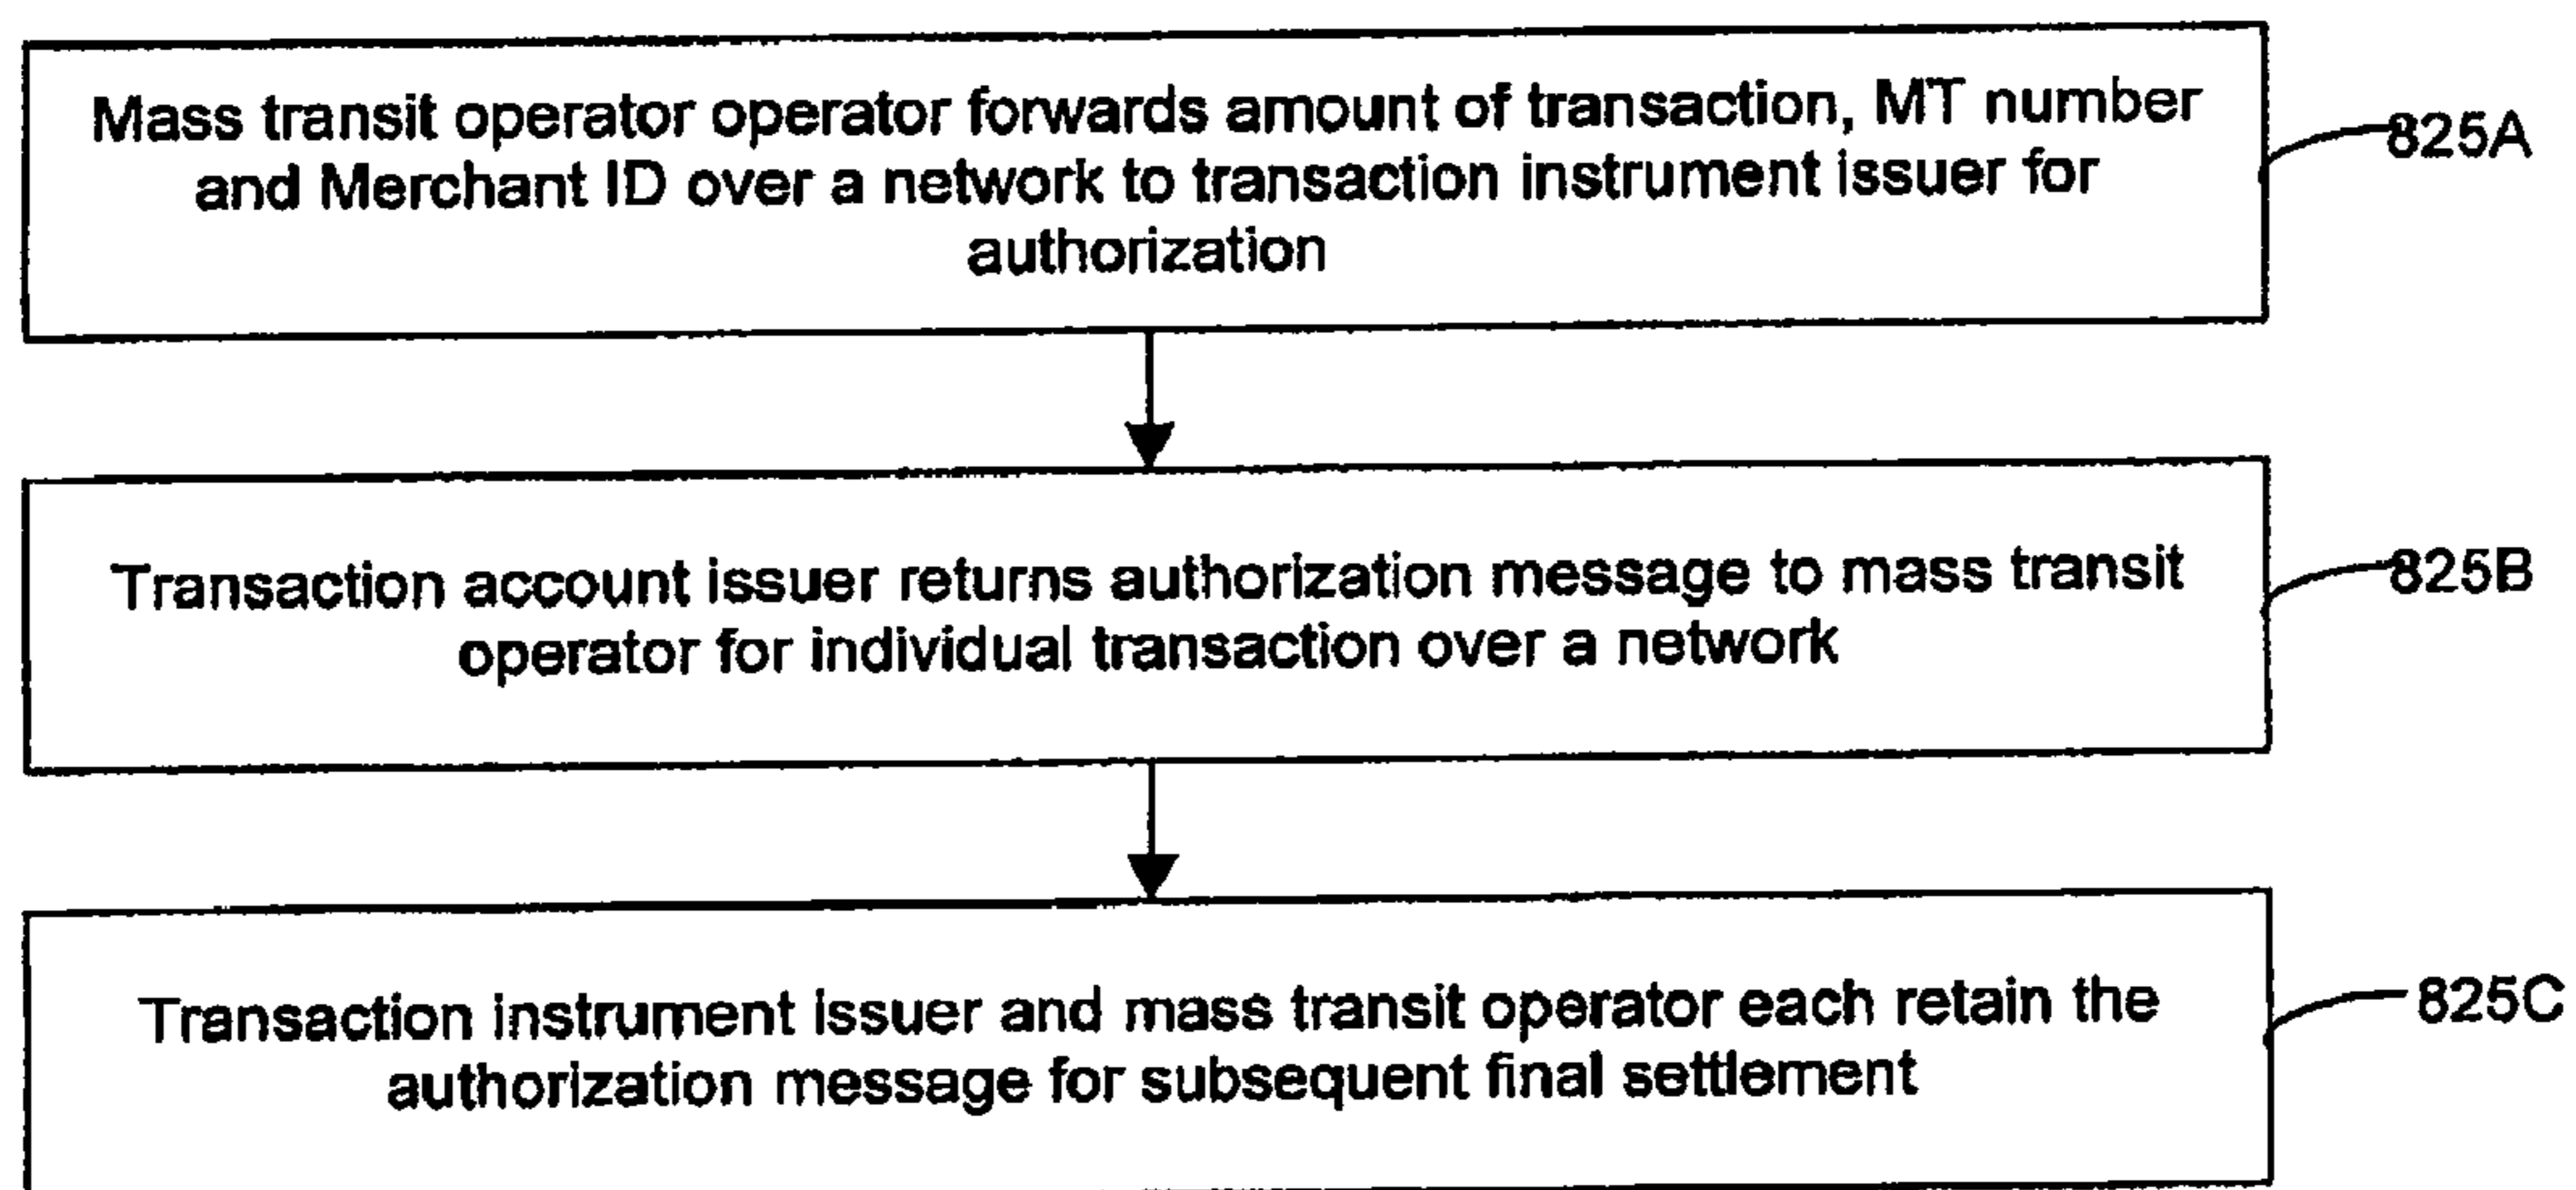 Mass transit operator operator forwards amount of transaction, MT number
and Merchant ID over a network to transaction instrument issuer for
authorization
825A
Transaction account issuer returns authorization message to mass transit
operator for individual transaction over a network
825B
Transaction instrument issuer and mass transit operator each retain the
authorization message for subsequent final settlement
825C